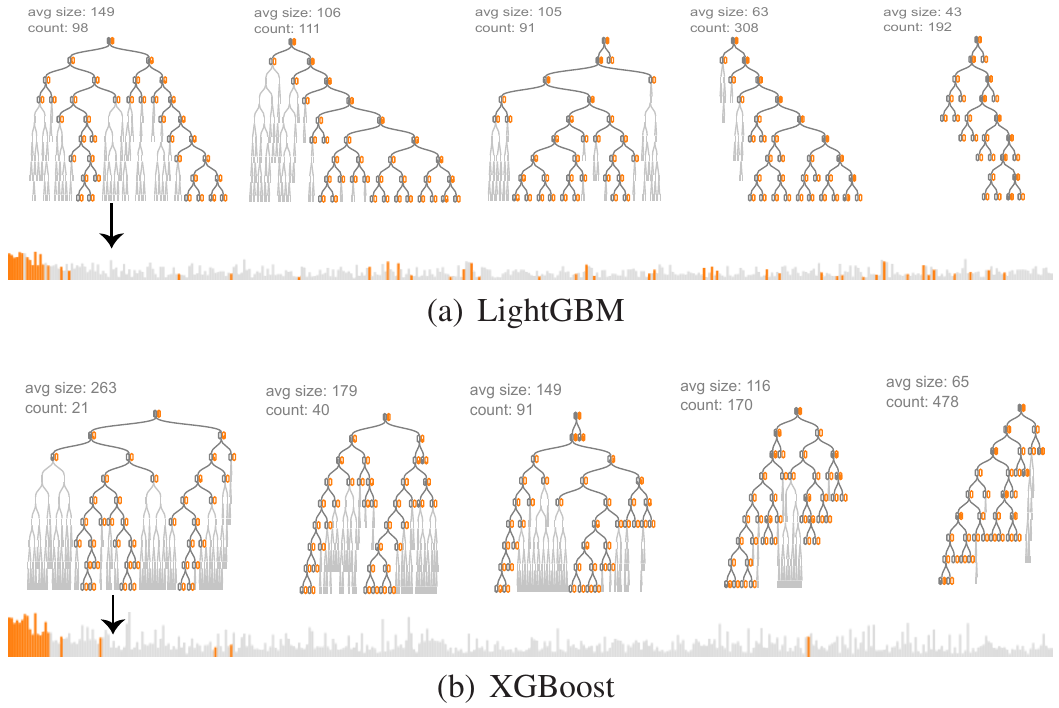 avg size: 149
count: 98
avg size: 106
count: 111
avg size: 105
count: 91
avg size: 63
count: 308
avg size: 43
count: 192
(a) LightGBM
avg size: 263
count: 21
avg size: 179
count: 40
avg size: 149
count: 91
avg size: 116
count: 170
avg size: 65
count: 478
(b) XGBoost